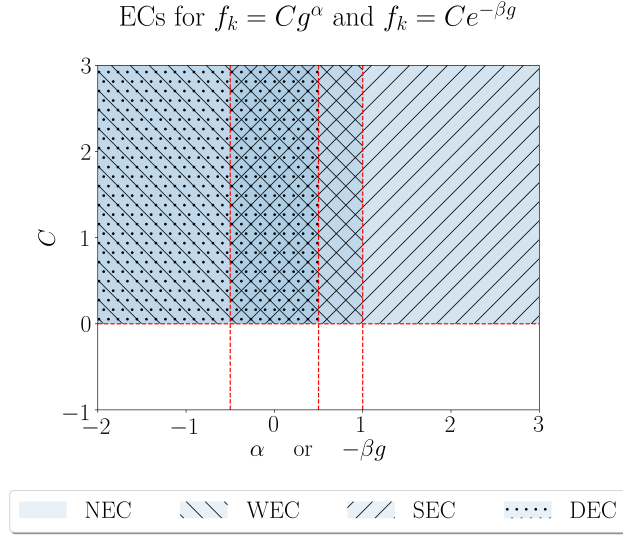 ECs for $f_k = Cg^{\alpha}$ and $f_k = Ce^{-\beta g}$
3
2
C
1
0
−1
−2 −1 0 1 2 3
α or −βg
NEC WEC SEC DEC